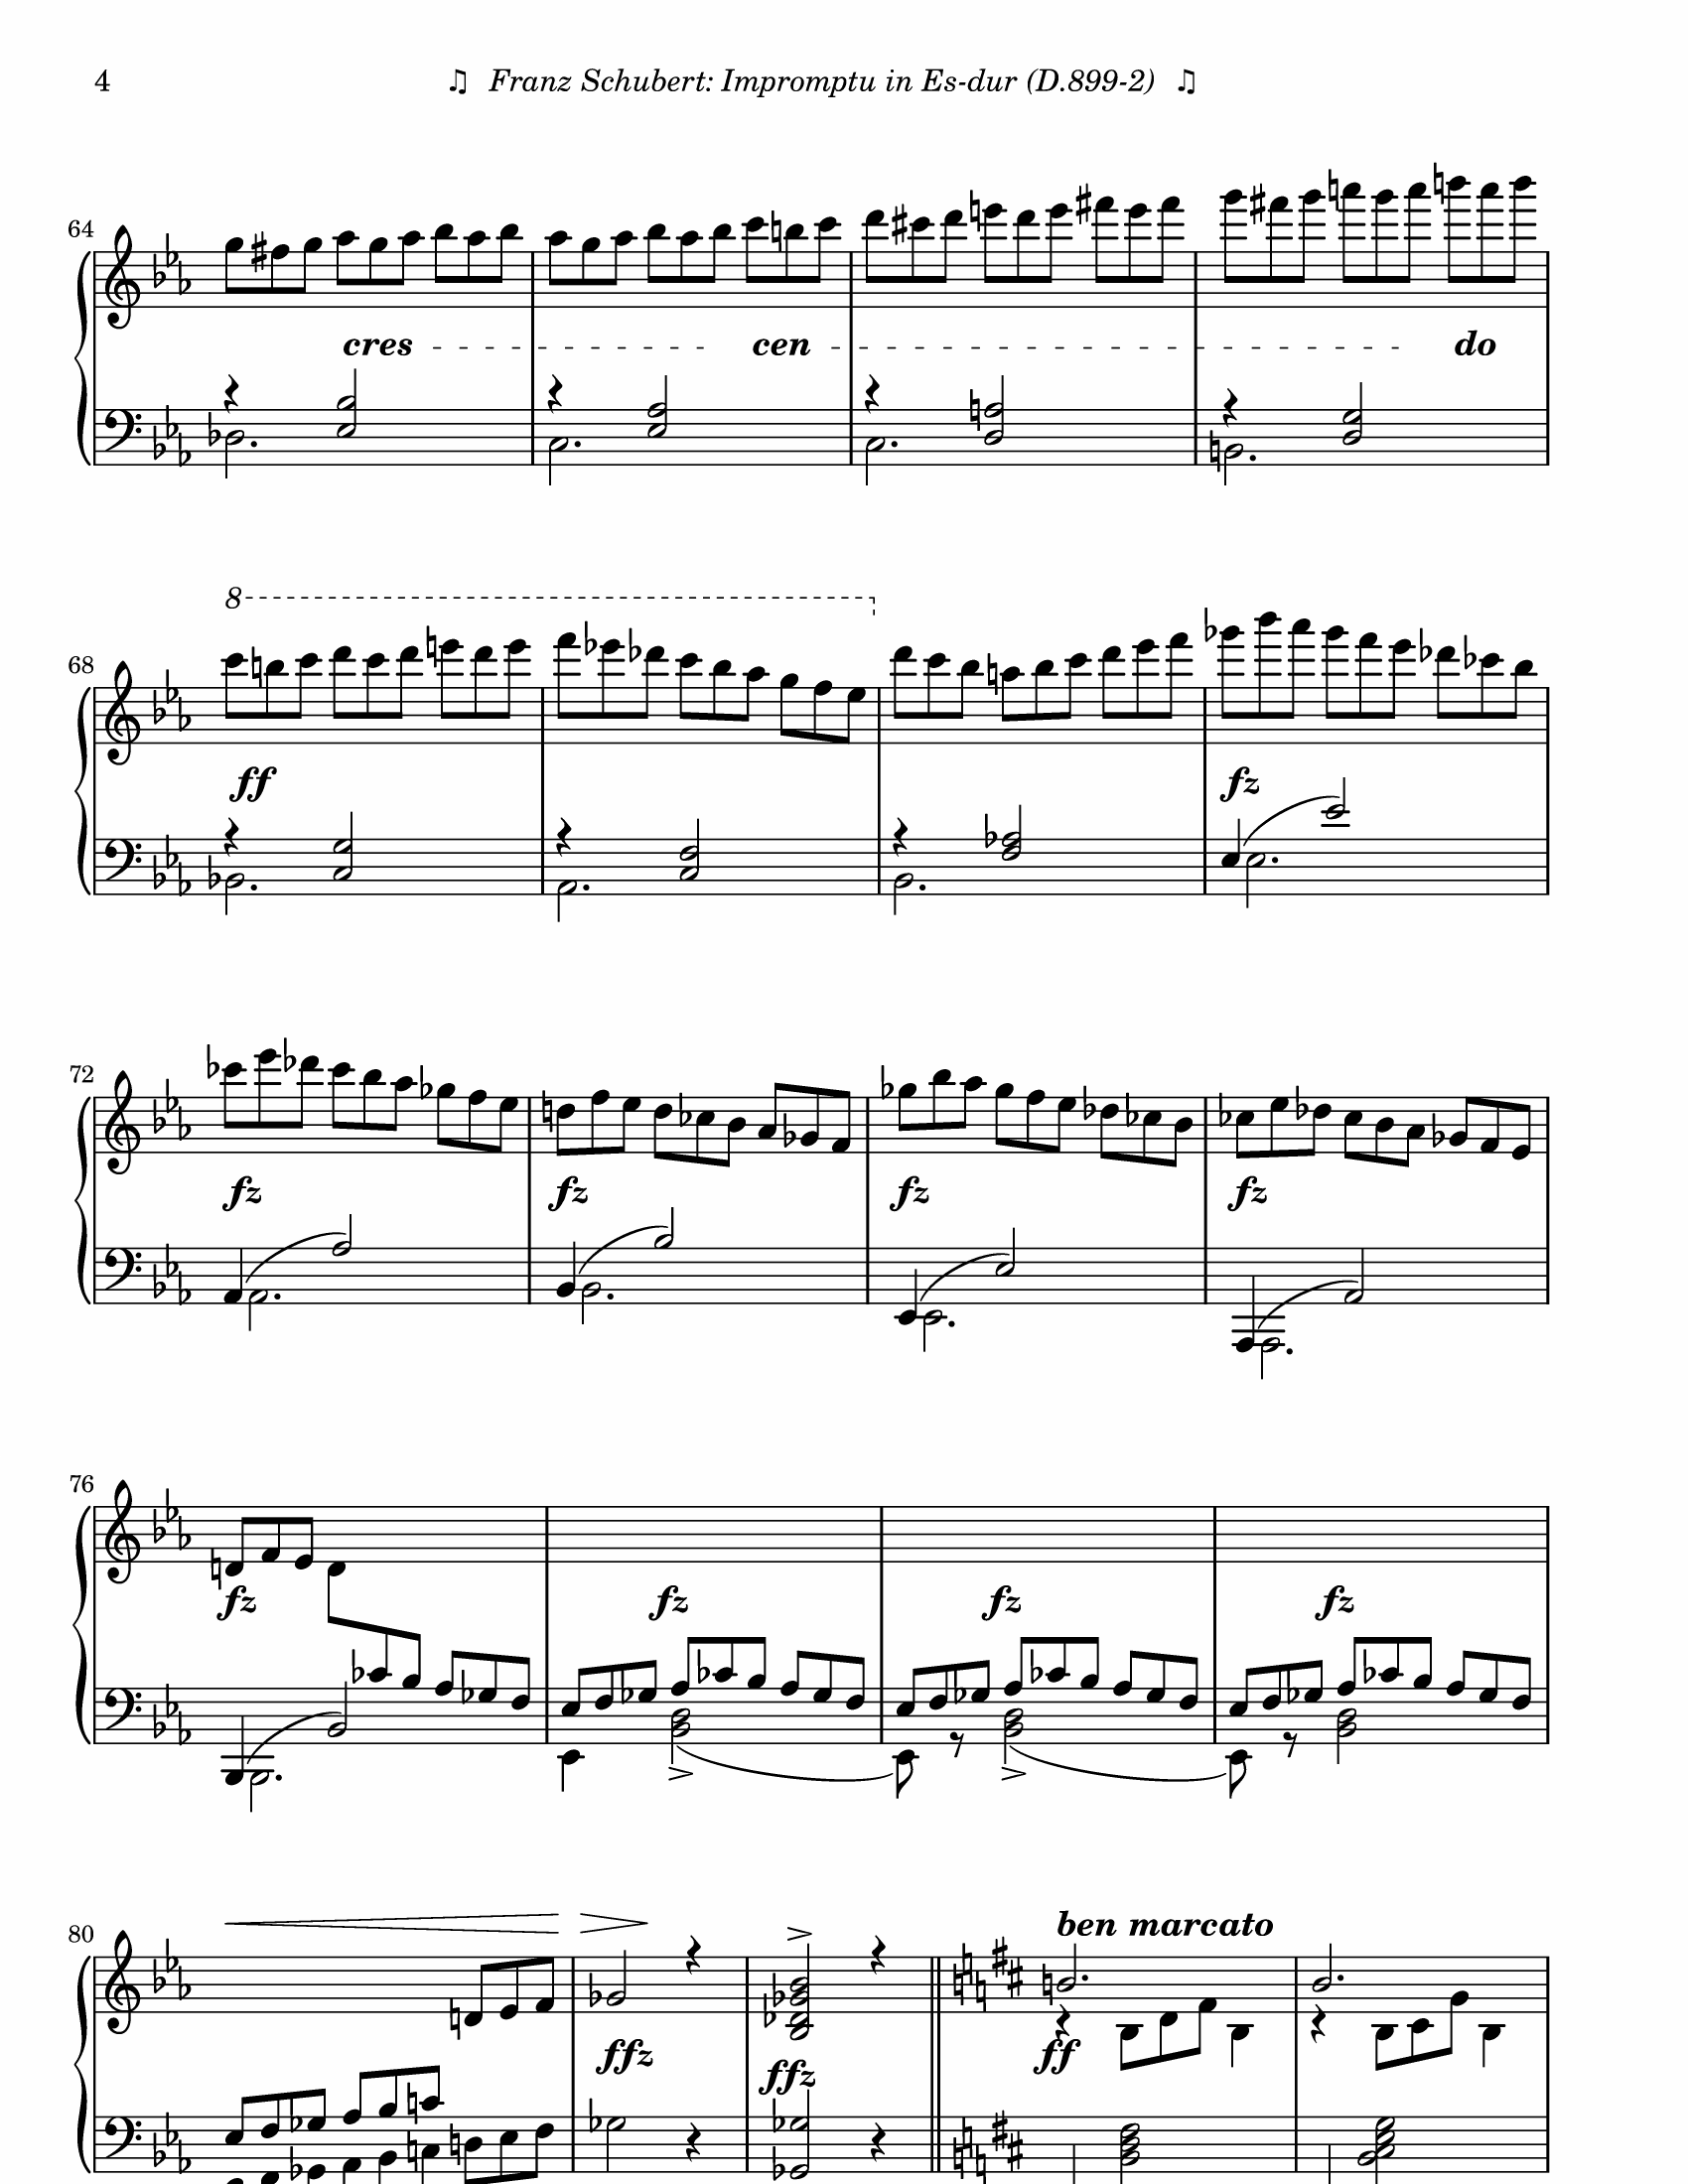 4 ♫ Franz Schubert: Impromptu in Es-dur (D.899-2) ♫
64
cres - - - - - - - - cen - - - - - - - - - - - - - - - - - do
8
68
ff fz
72
fz fz fz fz
76
fz fz fz fz
80
ben marcato
ffz ffz ff